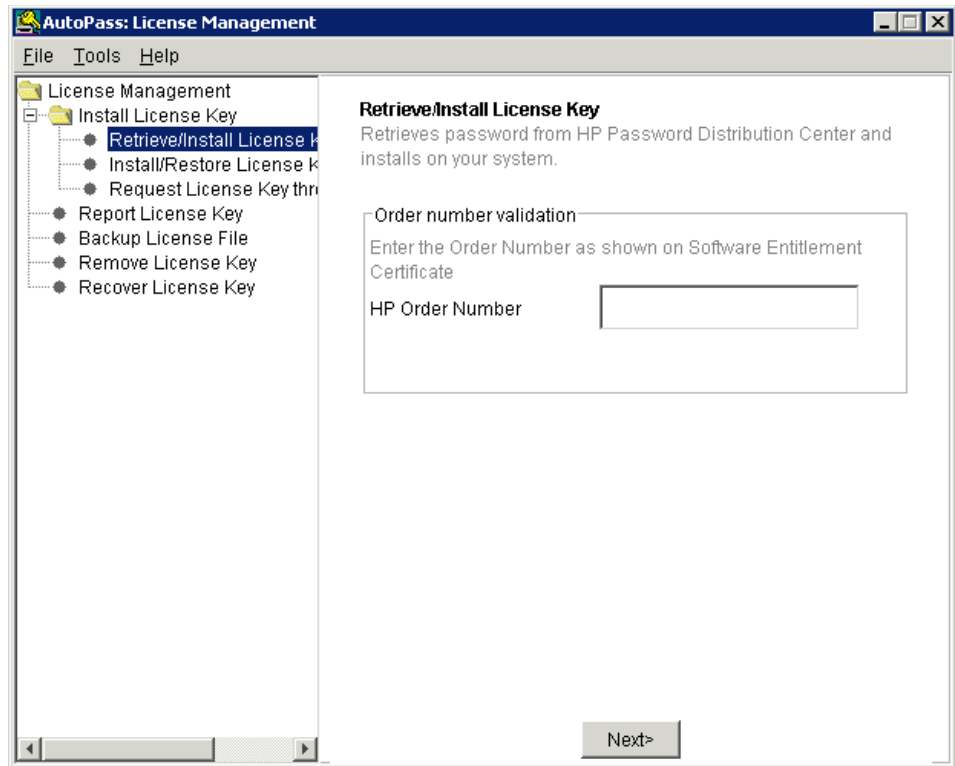 AutoPass: License Management
File Tools Help
License Management
Install License Key
Retrieve/Install License K
Install/Restore License K
Request License Key thr
Report License Key
Backup License File
Remove License Key
Recover License Key
Retrieve/Install License Key
Retrieves password from HP Password Distribution Center and
installs on your system.
Order number validation
Enter the Order Number as shown on Software Entitlement
Certificate
HP Order Number
Next>